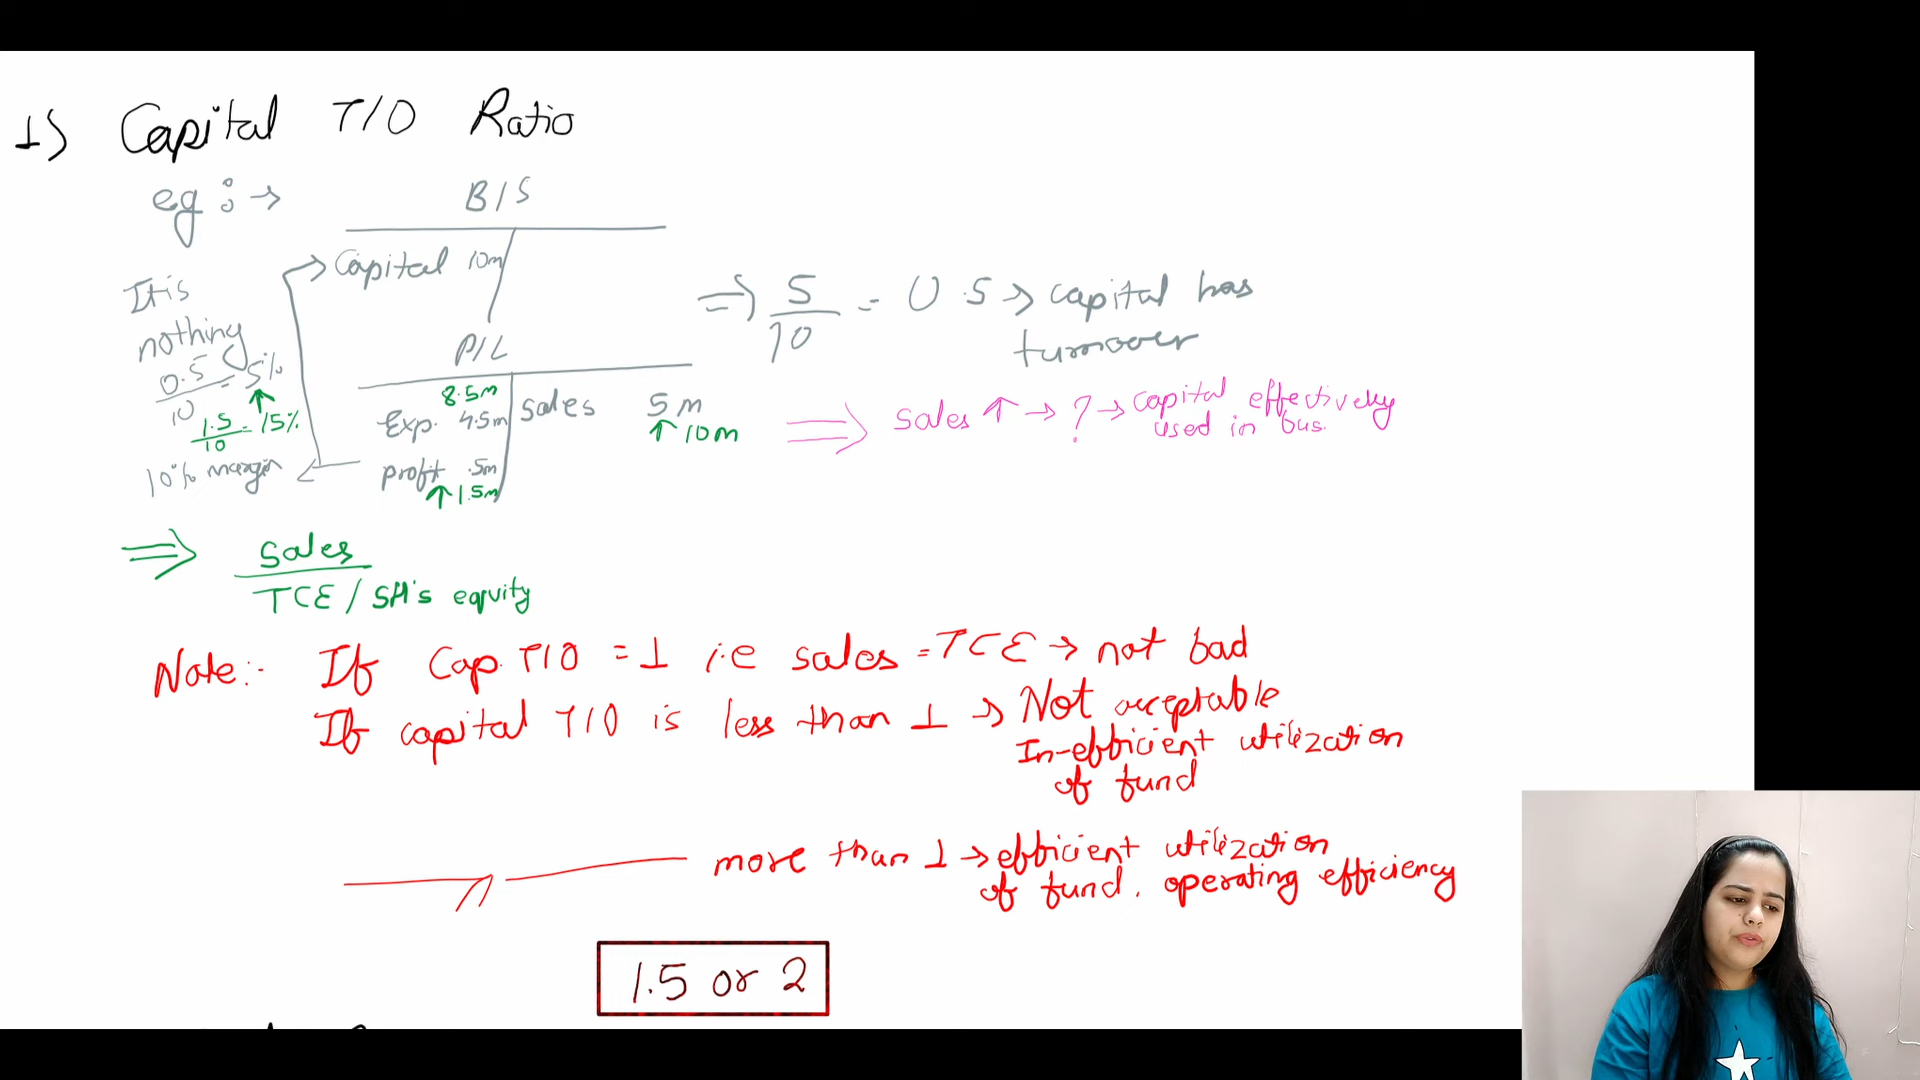 1) Capital T/O Ratio
eg :→ B/S
Capital 10m
It is
nothing
0.5/10 = 5%
1.5/10 = 15%
10% margin
⇒ 5/10 = 0.5 → capital has
turnover
P/L
8.5m
Exp. 4.5m sales 5m
↑ 10m
profit .5m
↑ 1.5m
⇒ sales ↑ → ? → capital effectively
used in bus.
⇒ Sales
TCE / SH's equity
Note:- If Cap. T/O = 1 i.e sales = TCE → not bad
If capital T/O is less than 1 → Not acceptable
In-efficient utilization
of fund
more than 1 → efficient utilization
of fund. operating efficiency
1.5 or 2